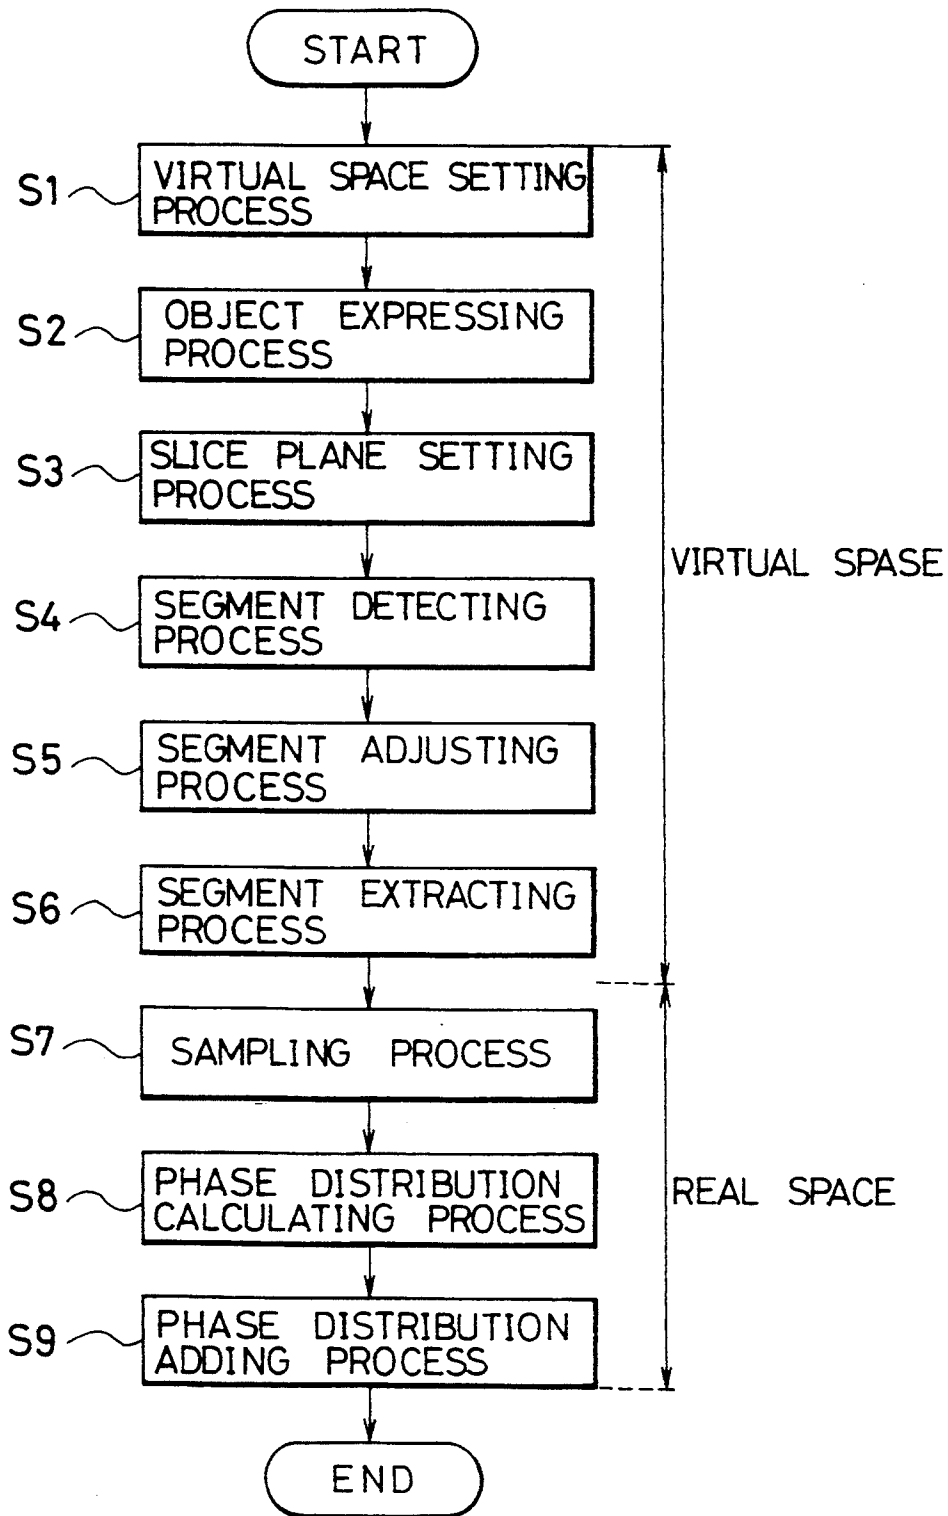 START
S1
VIRTUAL SPACE SETTING
PROCESS
S2
OBJECT EXPRESSING
PROCESS
S3
SLICE PLANE SETTING
PROCESS
VIRTUAL SPASE
S4
SEGMENT DETECTING
PROCESS
S5
SEGMENT ADJUSTING
PROCESS
S6
SEGMENT EXTRACTING
PROCESS
S7
SAMPLING PROCESS
S8
PHASE DISTRIBUTION
CALCULATING PROCESS
REAL SPACE
S9
PHASE DISTRIBUTION
ADDING PROCESS
END